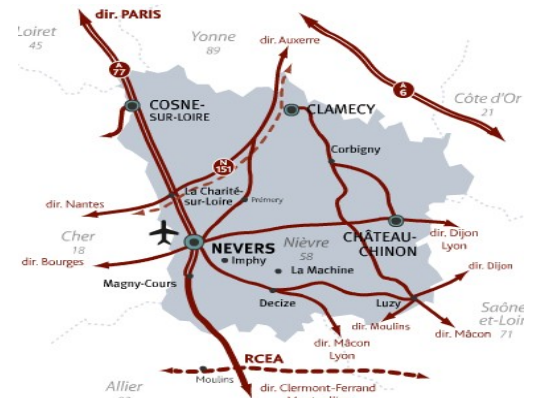 dir. PARIS
Loiret
45
Yonne
89
dir. Auxerre
A
77
A
6
COSNE-
SUR-LOIRE
CLAMECY
Côte d'Or
21
Corbigny
N
151
La Charité-
sur-Loire
Prémery
dir. Nantes
Cher
18
NEVERS
Nièvre
58
CHÂTEAU-
CHINON
dir. Dijon
Lyon
dir. Bourges
Imphy
La Machine
dir. Dijon
Magny-Cours
Decize
Luzy
Saône
et-Loir
71
dir. Moulins
dir. Mâcon
dir. Mâcon
Lyon
RCEA
Moulins
Allier
dir. Clermont-Ferrand